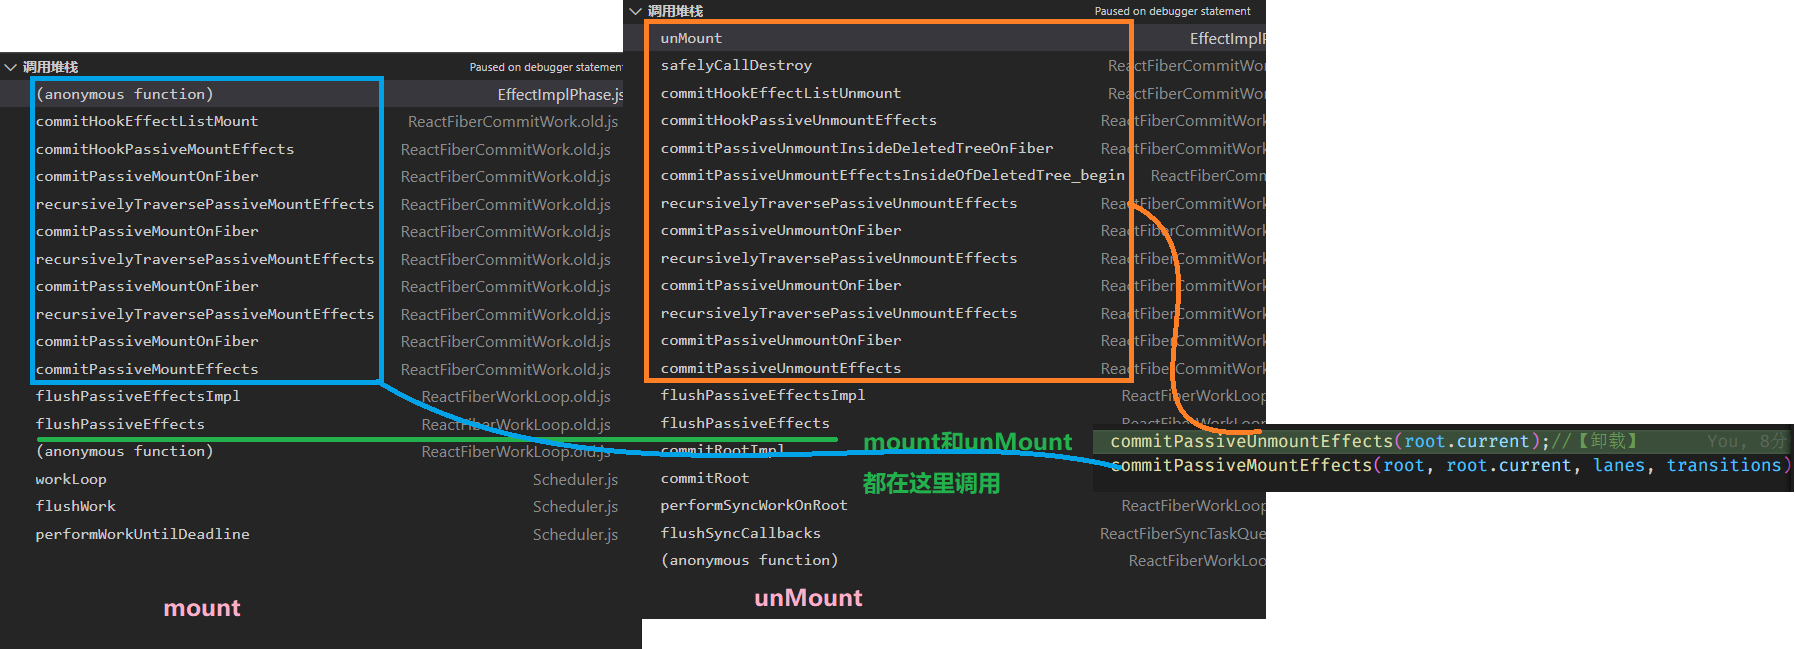 调用堆栈 Paused on debugger statement
(anonymous function) EffectImplPhase.js
commitHookEffectListMount ReactFiberCommitWork.old.js
commitHookPassiveMountEffects ReactFiberCommitWork.old.js
commitPassiveMountOnFiber ReactFiberCommitWork.old.js
recursivelyTraversePassiveMountEffects ReactFiberCommitWork.old.js
commitPassiveMountOnFiber ReactFiberCommitWork.old.js
recursivelyTraversePassiveMountEffects ReactFiberCommitWork.old.js
commitPassiveMountOnFiber ReactFiberCommitWork.old.js
recursivelyTraversePassiveMountEffects ReactFiberCommitWork.old.js
commitPassiveMountOnFiber ReactFiberCommitWork.old.js
commitPassiveMountEffects ReactFiberCommitWork.old.js
flushPassiveEffectsImpl ReactFiberWorkLoop.old.js
flushPassiveEffects ReactFiberWorkLoop.old.js
(anonymous function) ReactFiberWorkLoop.old.js
workLoop Scheduler.js
flushWork Scheduler.js
performWorkUntilDeadline Scheduler.js
mount
调用堆栈 Paused on debugger statement
unMount EffectImplP
safelyCallDestroy ReactFiberCommitWor
commitHookEffectListUnmount ReactFiberCommitWor
commitHookPassiveUnmountEffects ReactFiberCommitWork
commitPassiveUnmountInsideDeletedTreeOnFiber ReactFiberCommitWork
commitPassiveUnmountEffectsInsideOfDeletedTree_begin ReactFiberComm
recursivelyTraversePassiveUnmountEffects ReactFiberCommitWork
commitPassiveUnmountOnFiber ReactFiberCommitWork
recursivelyTraversePassiveUnmountEffects ReactFiberCommitWork
commitPassiveUnmountOnFiber ReactFiberCommitWork
recursivelyTraversePassiveUnmountEffects ReactFiberCommitWork
commitPassiveUnmountOnFiber ReactFiberCommitWork
commitPassiveUnmountEffects ReactFiberCommitWork
flushPassiveEffectsImpl ReactFiberWorkLoop
flushPassiveEffects ReactFiberWorkLoop
commitRootImpl
commitRoot
performSyncWorkOnRoot ReactFiberWorkLoop
flushSyncCallbacks ReactFiberSyncTaskQue
(anonymous function) ReactFiberWorkLoo
unMount
mount和unMount
都在这里调用
commitPassiveUnmountEffects(root.current);//【卸载】 You, 8分
commitPassiveMountEffects(root, root.current, lanes, transitions)